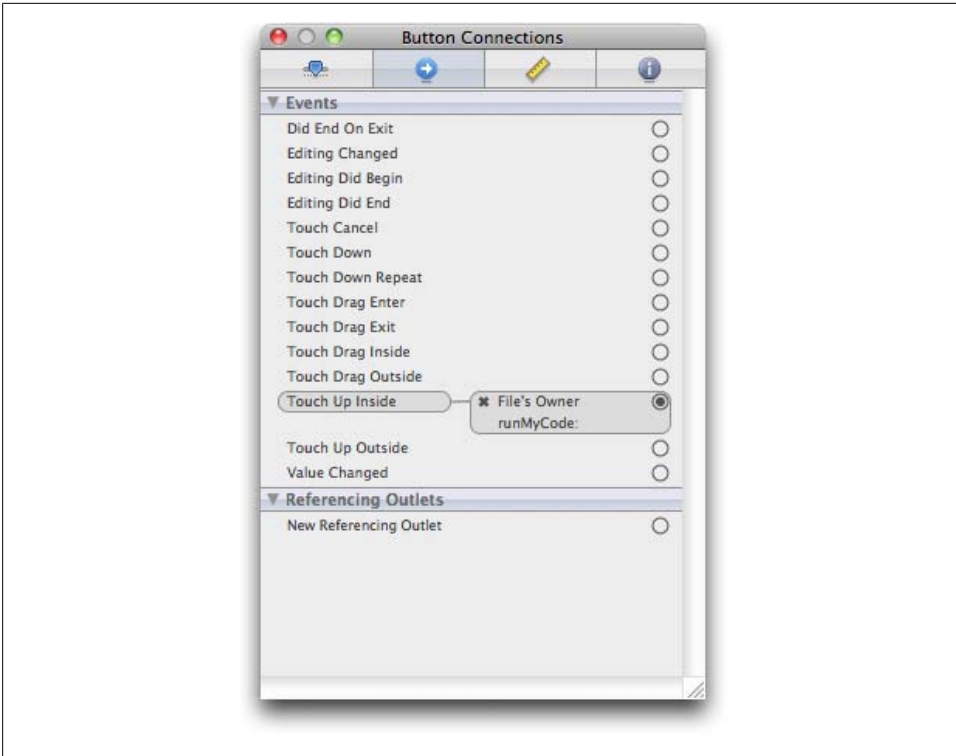 Button Connections
Events
Did End On Exit
Editing Changed
Editing Did Begin
Editing Did End
Touch Cancel
Touch Down
Touch Down Repeat
Touch Drag Enter
Touch Drag Exit
Touch Drag Inside
Touch Drag Outside
Touch Up Inside File's Owner
runMyCode:
Touch Up Outside
Value Changed
Referencing Outlets
New Referencing Outlet